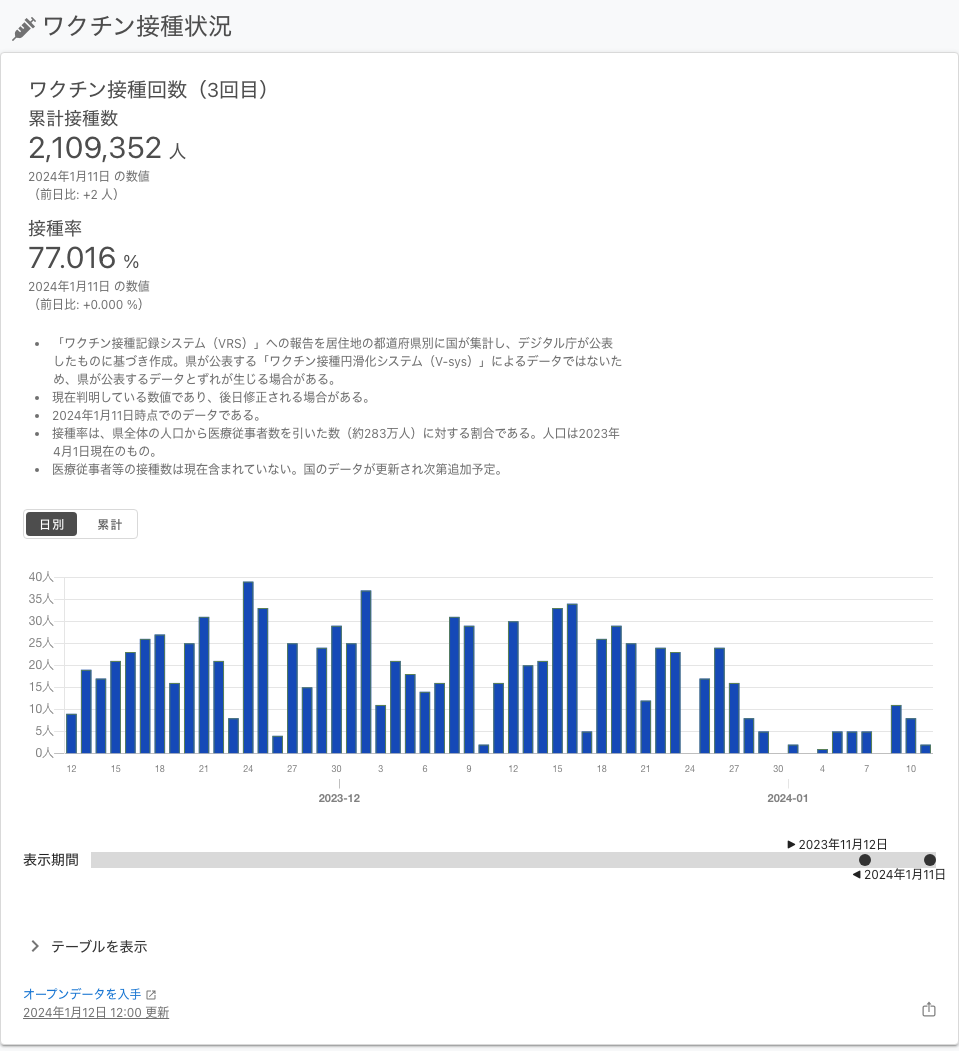 ワクチン接種状況
ワクチン接種回数（3回目）
累計接種数
2,109,352 人
2024年1月11日 の数値
（前日比: +2 人）
接種率
77.016 %
2024年1月11日 の数値
（前日比: +0.000 %）
• 「ワクチン接種記録システム（VRS）」への報告を居住地の都道府県別に国が集計し、デジタル庁が公表
したものに基づき作成。県が公表する「ワクチン接種円滑化システム（V-sys）」によるデータではないた
め、県が公表するデータとずれが生じる場合がある。
• 現在判明している数値であり、後日修正される場合がある。
• 2024年1月11日時点でのデータである。
• 接種率は、県全体の人口から医療従事者数を引いた数（約283万人）に対する割合である。人口は2023年
4月1日現在のもの。
• 医療従事者等の接種数は現在含まれていない。国のデータが更新され次第追加予定。
日別 累計
40人
35人
30人
25人
20人
15人
10人
5人
0人
12 15 18 21 24 27 30 3 6 9 12 15 18 21 24 27 30 4 7 10
2023-12 2024-01
▶ 2023年11月12日
表示期間
◀ 2024年1月11日
テーブルを表示
オープンデータを入手
2024年1月12日 12:00 更新